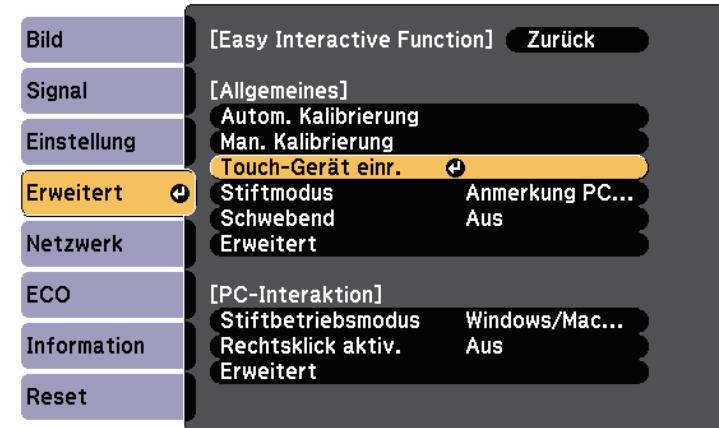 Bild
Signal
Einstellung
Erweitert
Netzwerk
ECO
Information
Reset
[Easy Interactive Function] Zurück
[Allgemeines]
Autom. Kalibrierung
Man. Kalibrierung
Touch-Gerät einr.
Stiftmodus Anmerkung PC...
Schwebend Aus
Erweitert
[PC-Interaktion]
Stiftbetriebsmodus Windows/Mac...
Rechtsklick aktiv. Aus
Erweitert